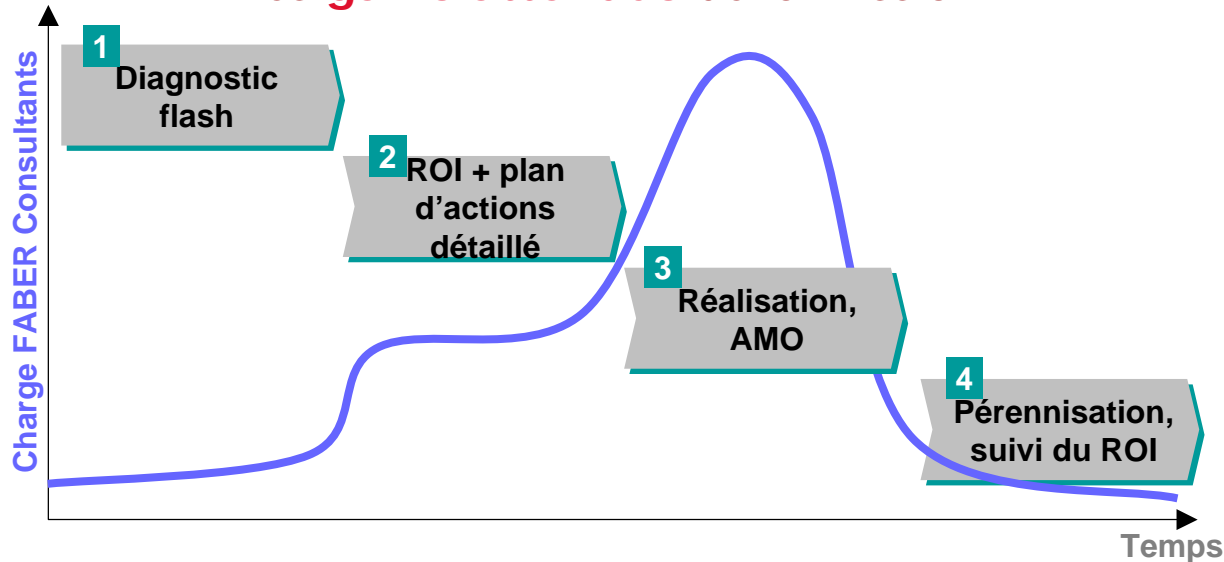 Charge FABER Consultants
1
Diagnostic
flash
2
ROI + plan
d’actions
détaillé
3
Réalisation,
AMO
4
Pérennisation,
suivi du ROI
Temps